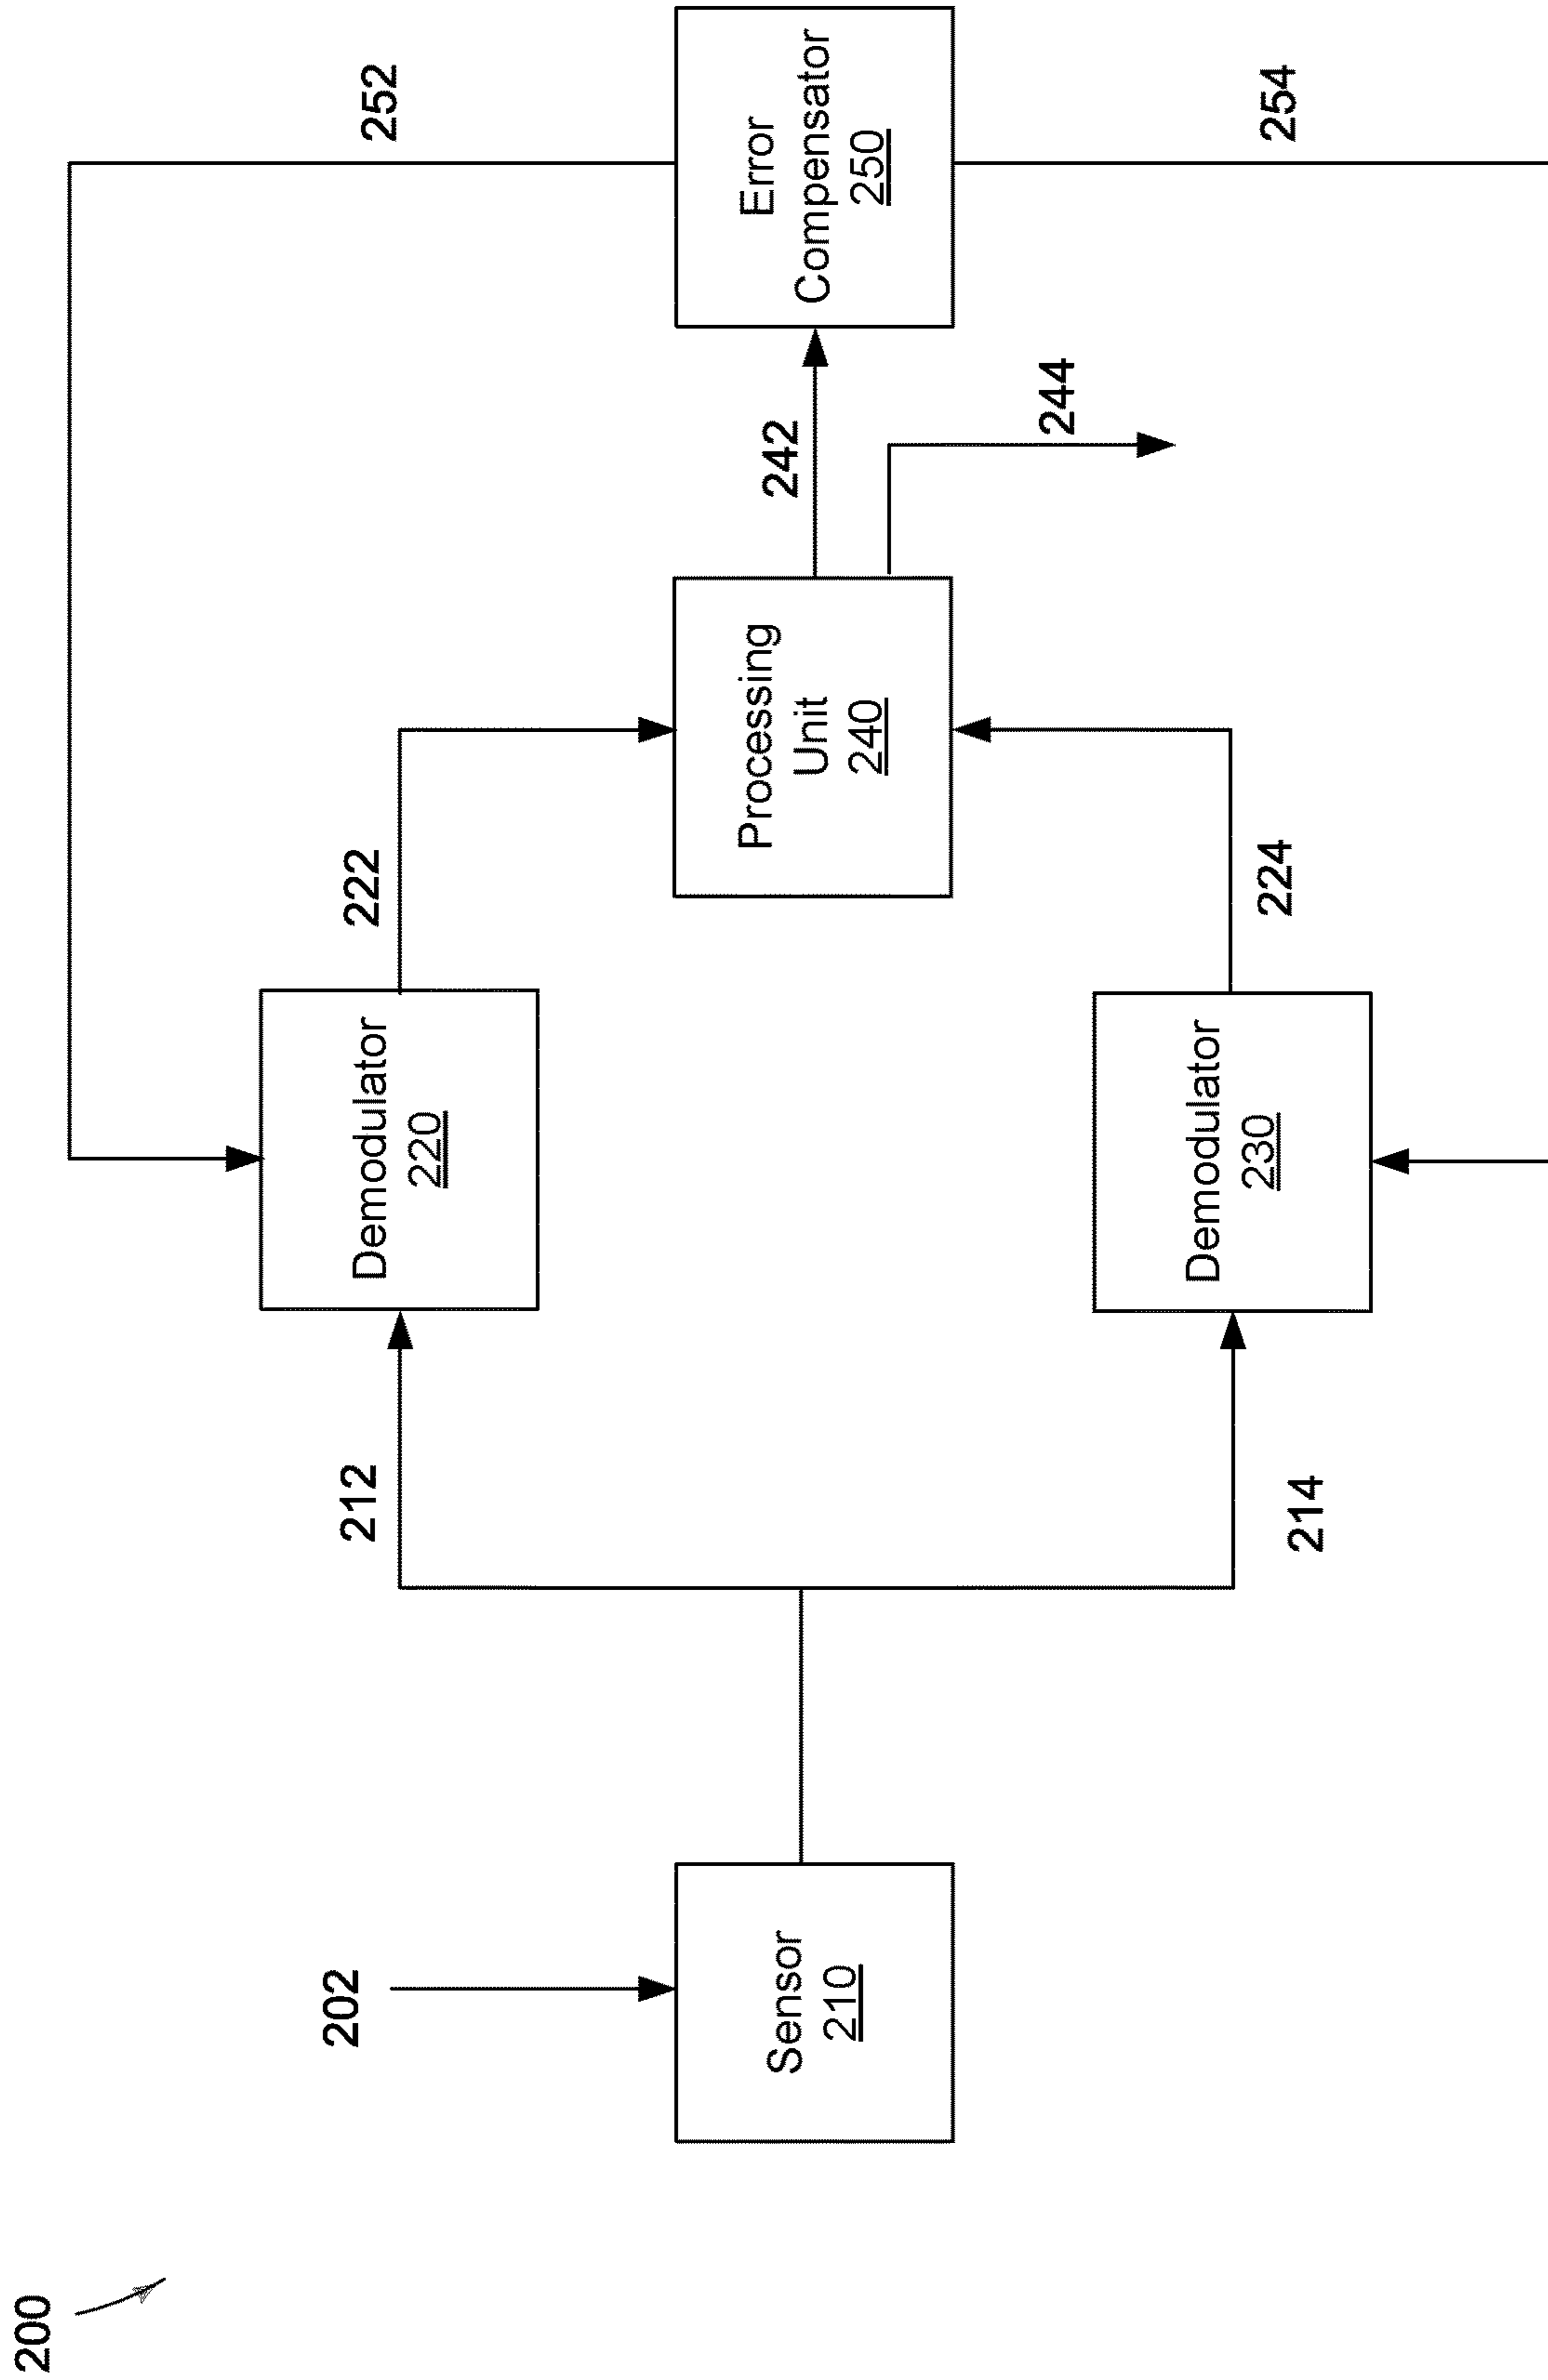 200
202
Sensor
210
212
214
Demodulator
220
Demodulator
230
222
224
Processing
Unit
240
242
244
Error
Compensator
250
252
254